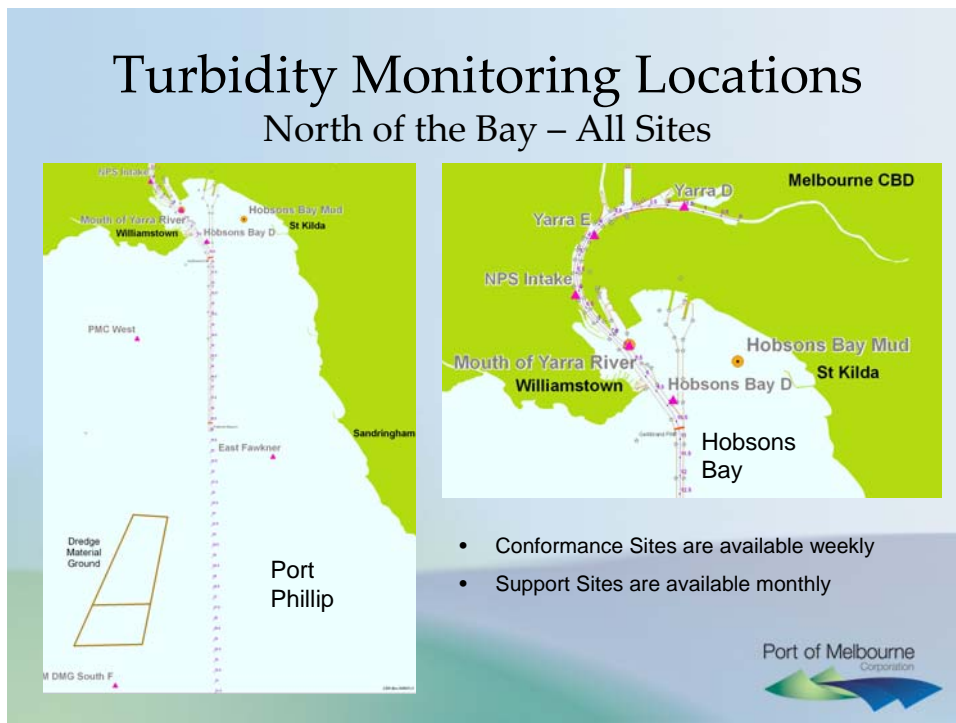 Turbidity Monitoring Locations
North of the Bay – All Sites
NPS Intake
Mouth of Yarra River
Williamstown
Hobsons Bay Mud
St Kilda
Hobsons Bay D
PMC West
East Fawkner
Sandringham
Dredge
Material
Ground
Port
Phillip
M DMG South F
Melbourne CBD
Yarra D
Yarra E
NPS Intake
Mouth of Yarra River
Williamstown
Hobsons Bay Mud
St Kilda
Hobsons Bay D
Hobsons
Bay
• Conformance Sites are available weekly
• Support Sites are available monthly
Port of Melbourne
Corporation